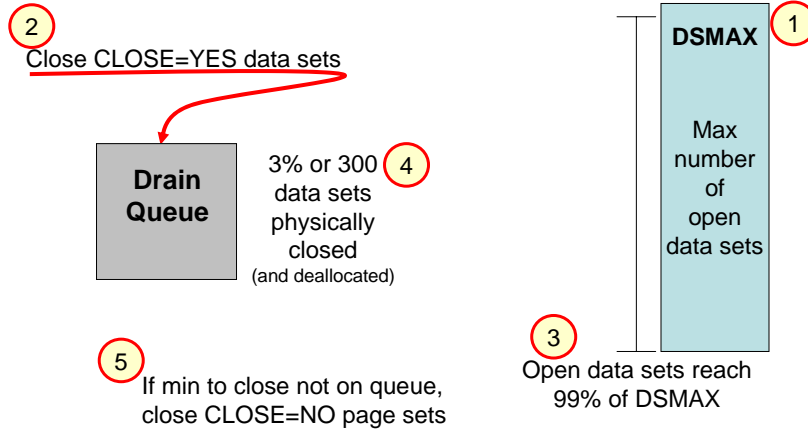 2
Close CLOSE=YES data sets
Drain
Queue
3% or 300
data sets
physically
closed
(and deallocated)
4
5
If min to close not on queue,
close CLOSE=NO page sets
1
DSMAX
Max
number
of
open
data sets
3
Open data sets reach
99% of DSMAX